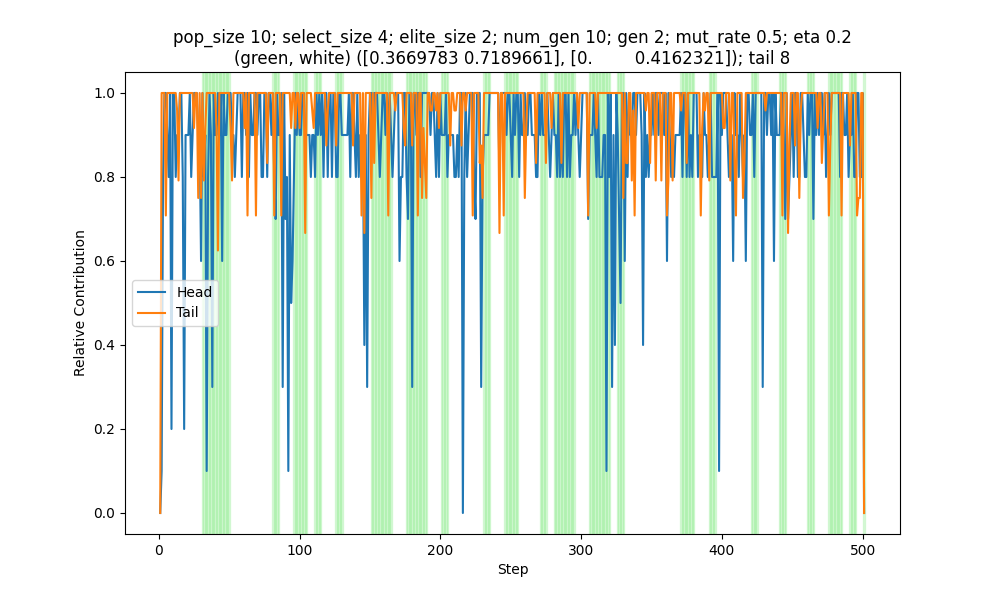 pop_size 10; select_size 4; elite_size 2; num_gen 10; gen 2; mut_rate 0.5; eta 0.2
(green, white) ([0.3669783 0.7189661], [0.        0.4162321]); tail 8
1.0
0.8
0.6
0.4
0.2
0.0
Relative Contribution
Head
Tail
0
100
200
300
400
500
Step